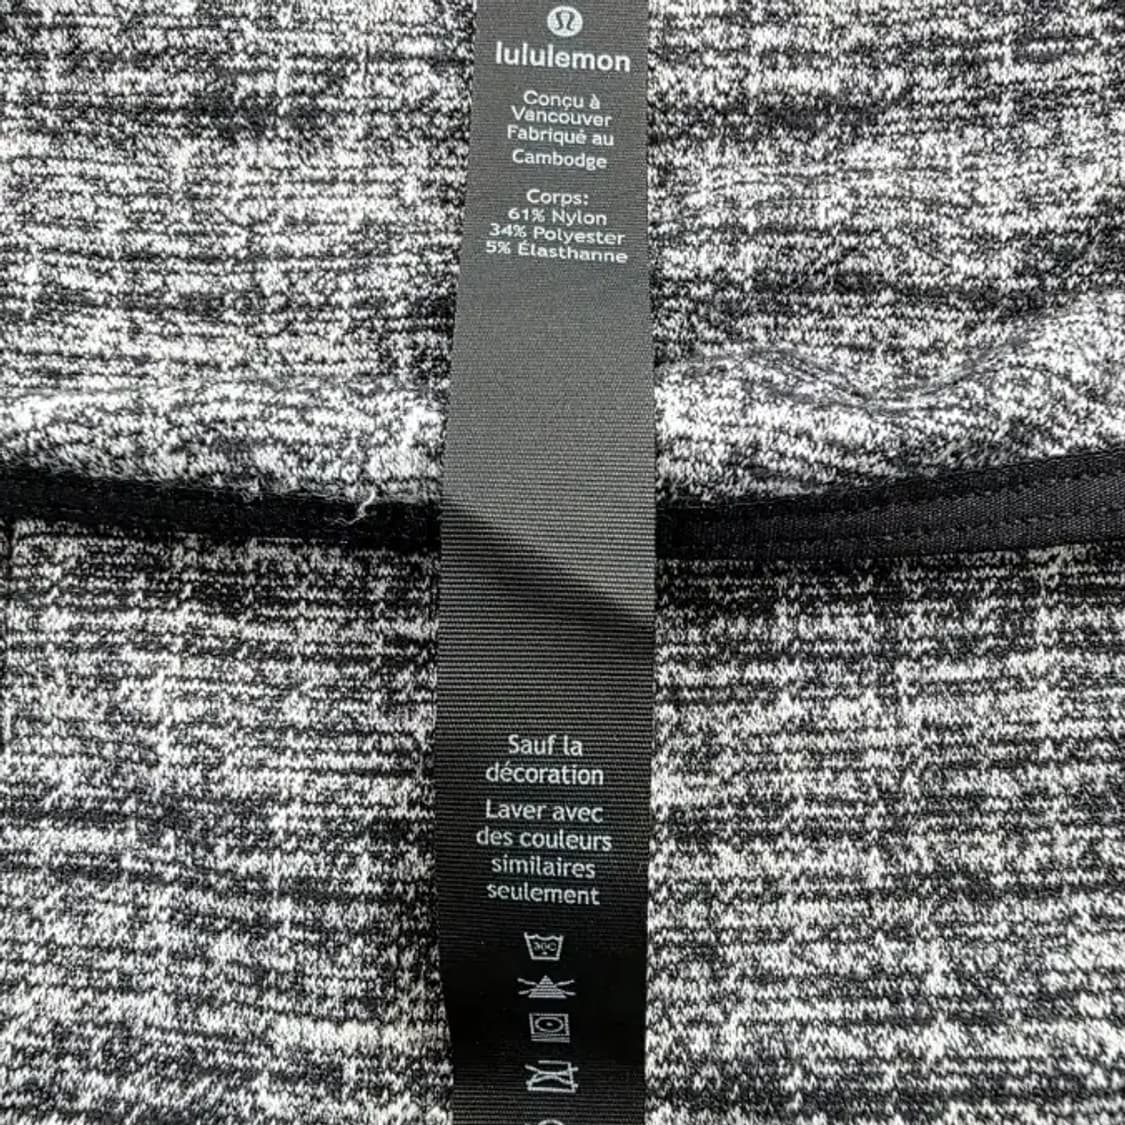 lululemon
Conçu à
Vancouver
Fabriqué au
Cambodge
Corps:
61% Nylon
34% Polyester
5% Élasthanne
Sauf la
décoration
Laver avec
des couleurs
similaires
seulement
30C